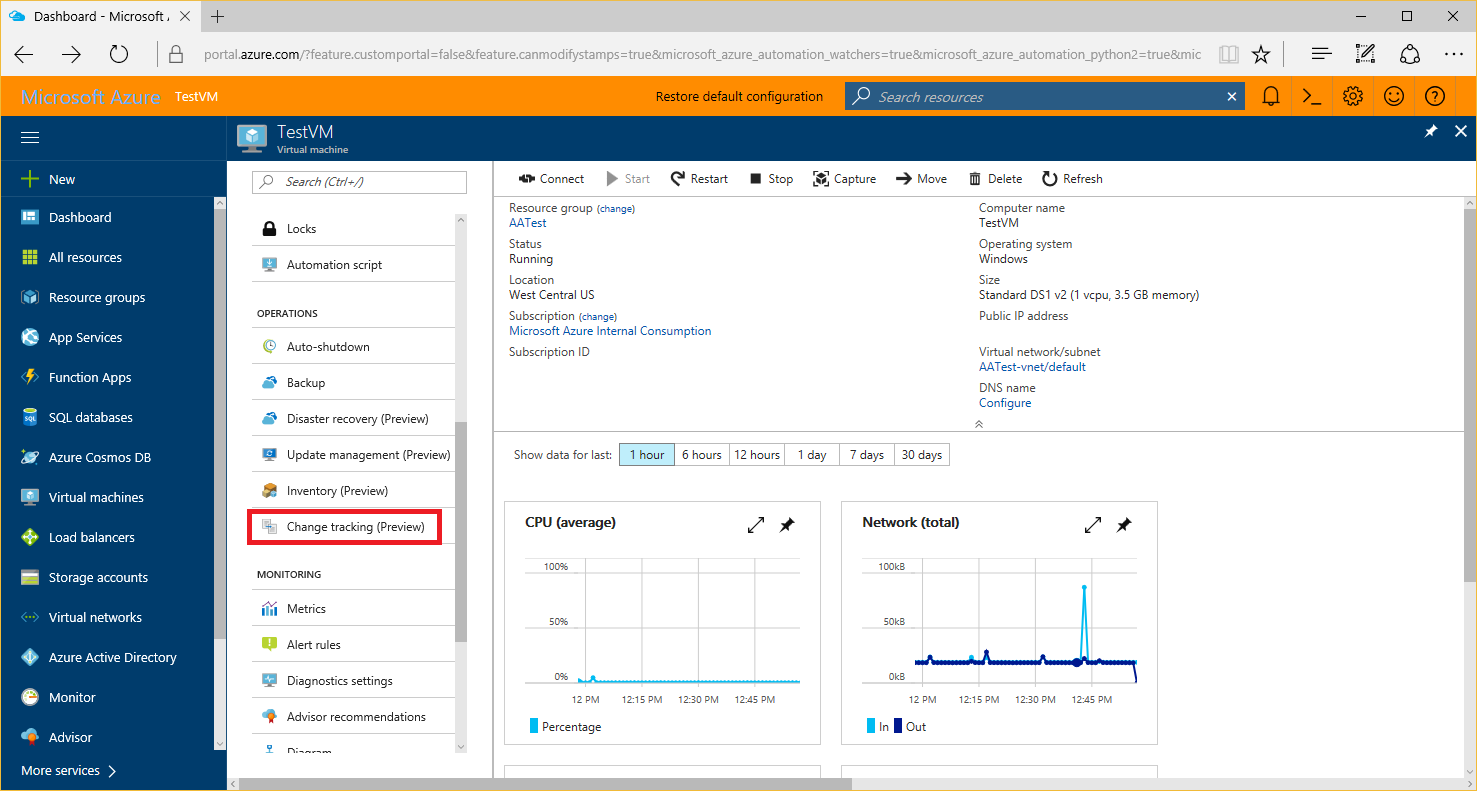 Dashboard - Microsoft A
portal.azure.com/?feature.customportal=false&feature.canmodifystamps=true&microsoft_azure_automation_watchers=true&microsoft_azure_automation_python2=true&mic
Microsoft Azure TestVM
Restore default configuration
Search resources
TestVM
Virtual machine
New
Dashboard
All resources
Resource groups
App Services
Function Apps
SQL databases
Azure Cosmos DB
Virtual machines
Load balancers
Storage accounts
Virtual networks
Azure Active Directory
Monitor
Advisor
More services
Search (Ctrl+/)
Locks
Automation script
OPERATIONS
Auto-shutdown
Backup
Disaster recovery (Preview)
Update management (Preview)
Inventory (Preview)
Change tracking (Preview)
MONITORING
Metrics
Alert rules
Diagnostics settings
Advisor recommendations
Diagram
Connect Start Restart Stop Capture Move Delete Refresh
Resource group (change)
AATest
Status
Running
Location
West Central US
Subscription (change)
Microsoft Azure Internal Consumption
Subscription ID
Computer name
TestVM
Operating system
Windows
Size
Standard DS1 v2 (1 vcpu, 3.5 GB memory)
Public IP address
Virtual network/subnet
AATest-vnet/default
DNS name
Configure
Show data for last: 1 hour 6 hours 12 hours 1 day 7 days 30 days
CPU (average)
100%
50%
0%
12 PM 12:15 PM 12:30 PM 12:45 PM
Percentage
Network (total)
100kB
50kB
0kB
12 PM 12:15 PM 12:30 PM 12:45 PM
In Out